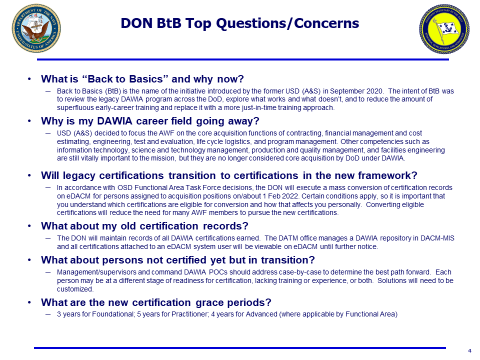 DON BtB Top Questions/Concerns
• What is “Back to Basics” and why now?
— Back to Basics (BtB) is the name of the initiative introduced by the former USD (A&S) in September 2020. The intent of BtB was
to review the legacy DAWIA program across the DoD, explore what works and what doesn't, and to reduce the amount of
superfluous early-career training and replace it with a more just-in-time training approach.
• Why is my DAWIA career field going away?
— USD (A&S) decided to focus the AWF on the core acquisition functions of contracting, financial management and cost
estimating, engineering, test and evaluation, life cycle logistics, and program management. Other competencies such as
information technology, science and technology management, production and quality management, and facilities engineering
are still vitally important to the mission, but they are no longer considered core acquisition by DoD under DAWIA.
• Will legacy certifications transition to certifications in the new framework?
— In accordance with OSD Functional Area Task Force decisions, the DON will execute a mass conversion of certification records
on eDACM for persons assigned to acquisition positions on/about 1 Feb 2022. Certain conditions apply, so it is important that
you understand which certifications are eligible for conversion and how that affects you personally. Converting eligible
certifications will reduce the need for many AWF members to pursue the new certifications.
• What about my old certification records?
— The DON will maintain records of all DAWIA certifications earned. The DATM office manages a DAWIA repository in DACM-MIS
and all certifications attached to an eDACM system user will be viewable on eDACM until further notice.
• What about persons not certified yet but in transition?
— Management/supervisors and command DAWIA POCs should address case-by-case to determine the best path forward. Each
person may be at a different stage of readiness for certification, lacking training or experience, or both. Solutions will need to be
customized.
• What are the new certification grace periods?
— 3 years for Foundational; 5 years for Practitioner; 4 years for Advanced (where applicable by Functional Area)
4